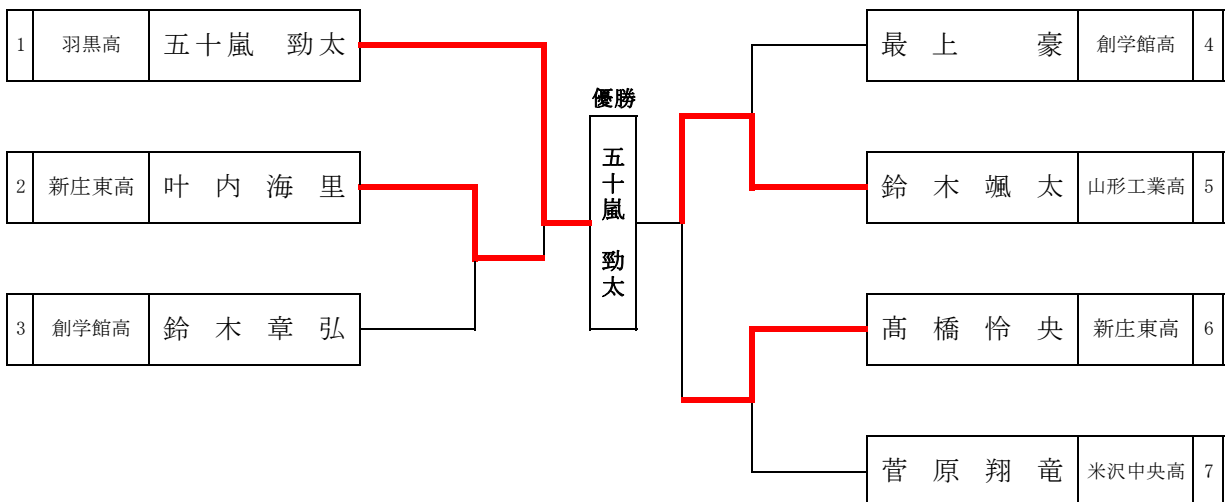 1 羽黒高 五十嵐 勁太
2 新庄東高 叶内海里
3 創学館高 鈴木章弘
優勝
五十嵐 勁太
最上 豪 創学館高 4
鈴木颯太 山形工業高 5
髙橋怜央 新庄東高 6
菅原翔竜 米沢中央高 7